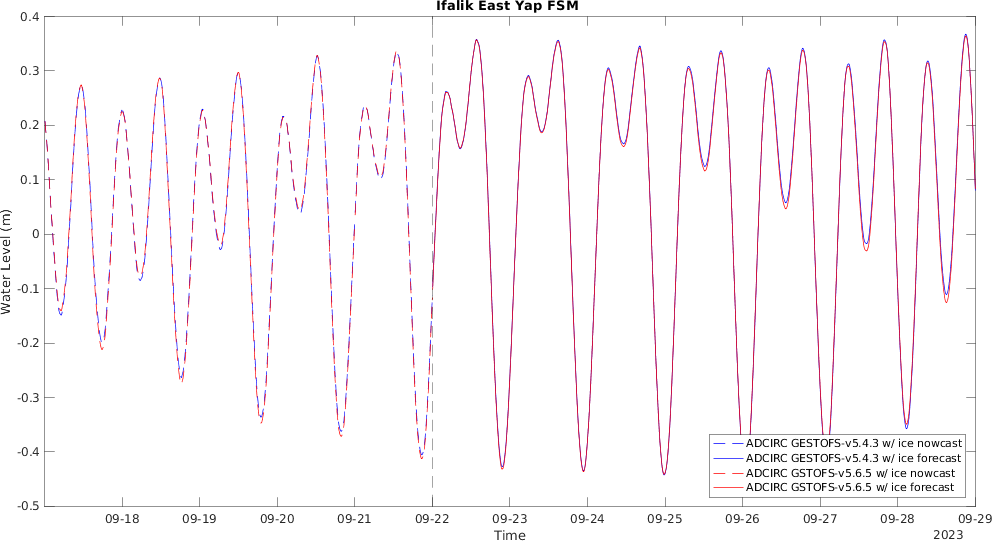 Ifalik East Yap FSM
0.4
0.3
0.2
0.1
0
-0.1
-0.2
-0.3
-0.4
-0.5
Water Level (m)
ADCIRC GESTOFS-v5.4.3 w/ ice nowcast
ADCIRC GESTOFS-v5.4.3 w/ ice forecast
ADCIRC GSTOFS-v5.6.5 w/ ice nowcast
ADCIRC GSTOFS-v5.6.5 w/ ice forecast
09-18 09-19 09-20 09-21 09-22 09-23 09-24 09-25 09-26 09-27 09-28 09-29
Time
2023